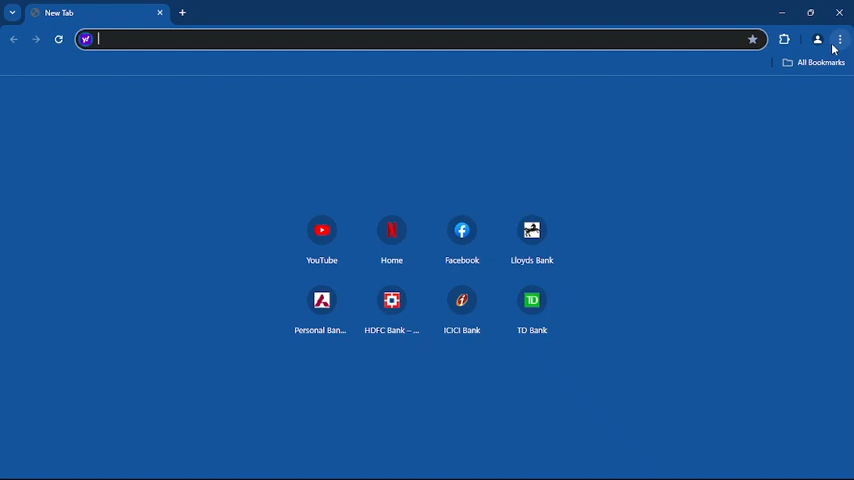 New Tab
All Bookmarks
YouTube
Home
Facebook
Lloyds Bank
Personal Ban...
HDFC Bank – ...
ICICI Bank
TD Bank